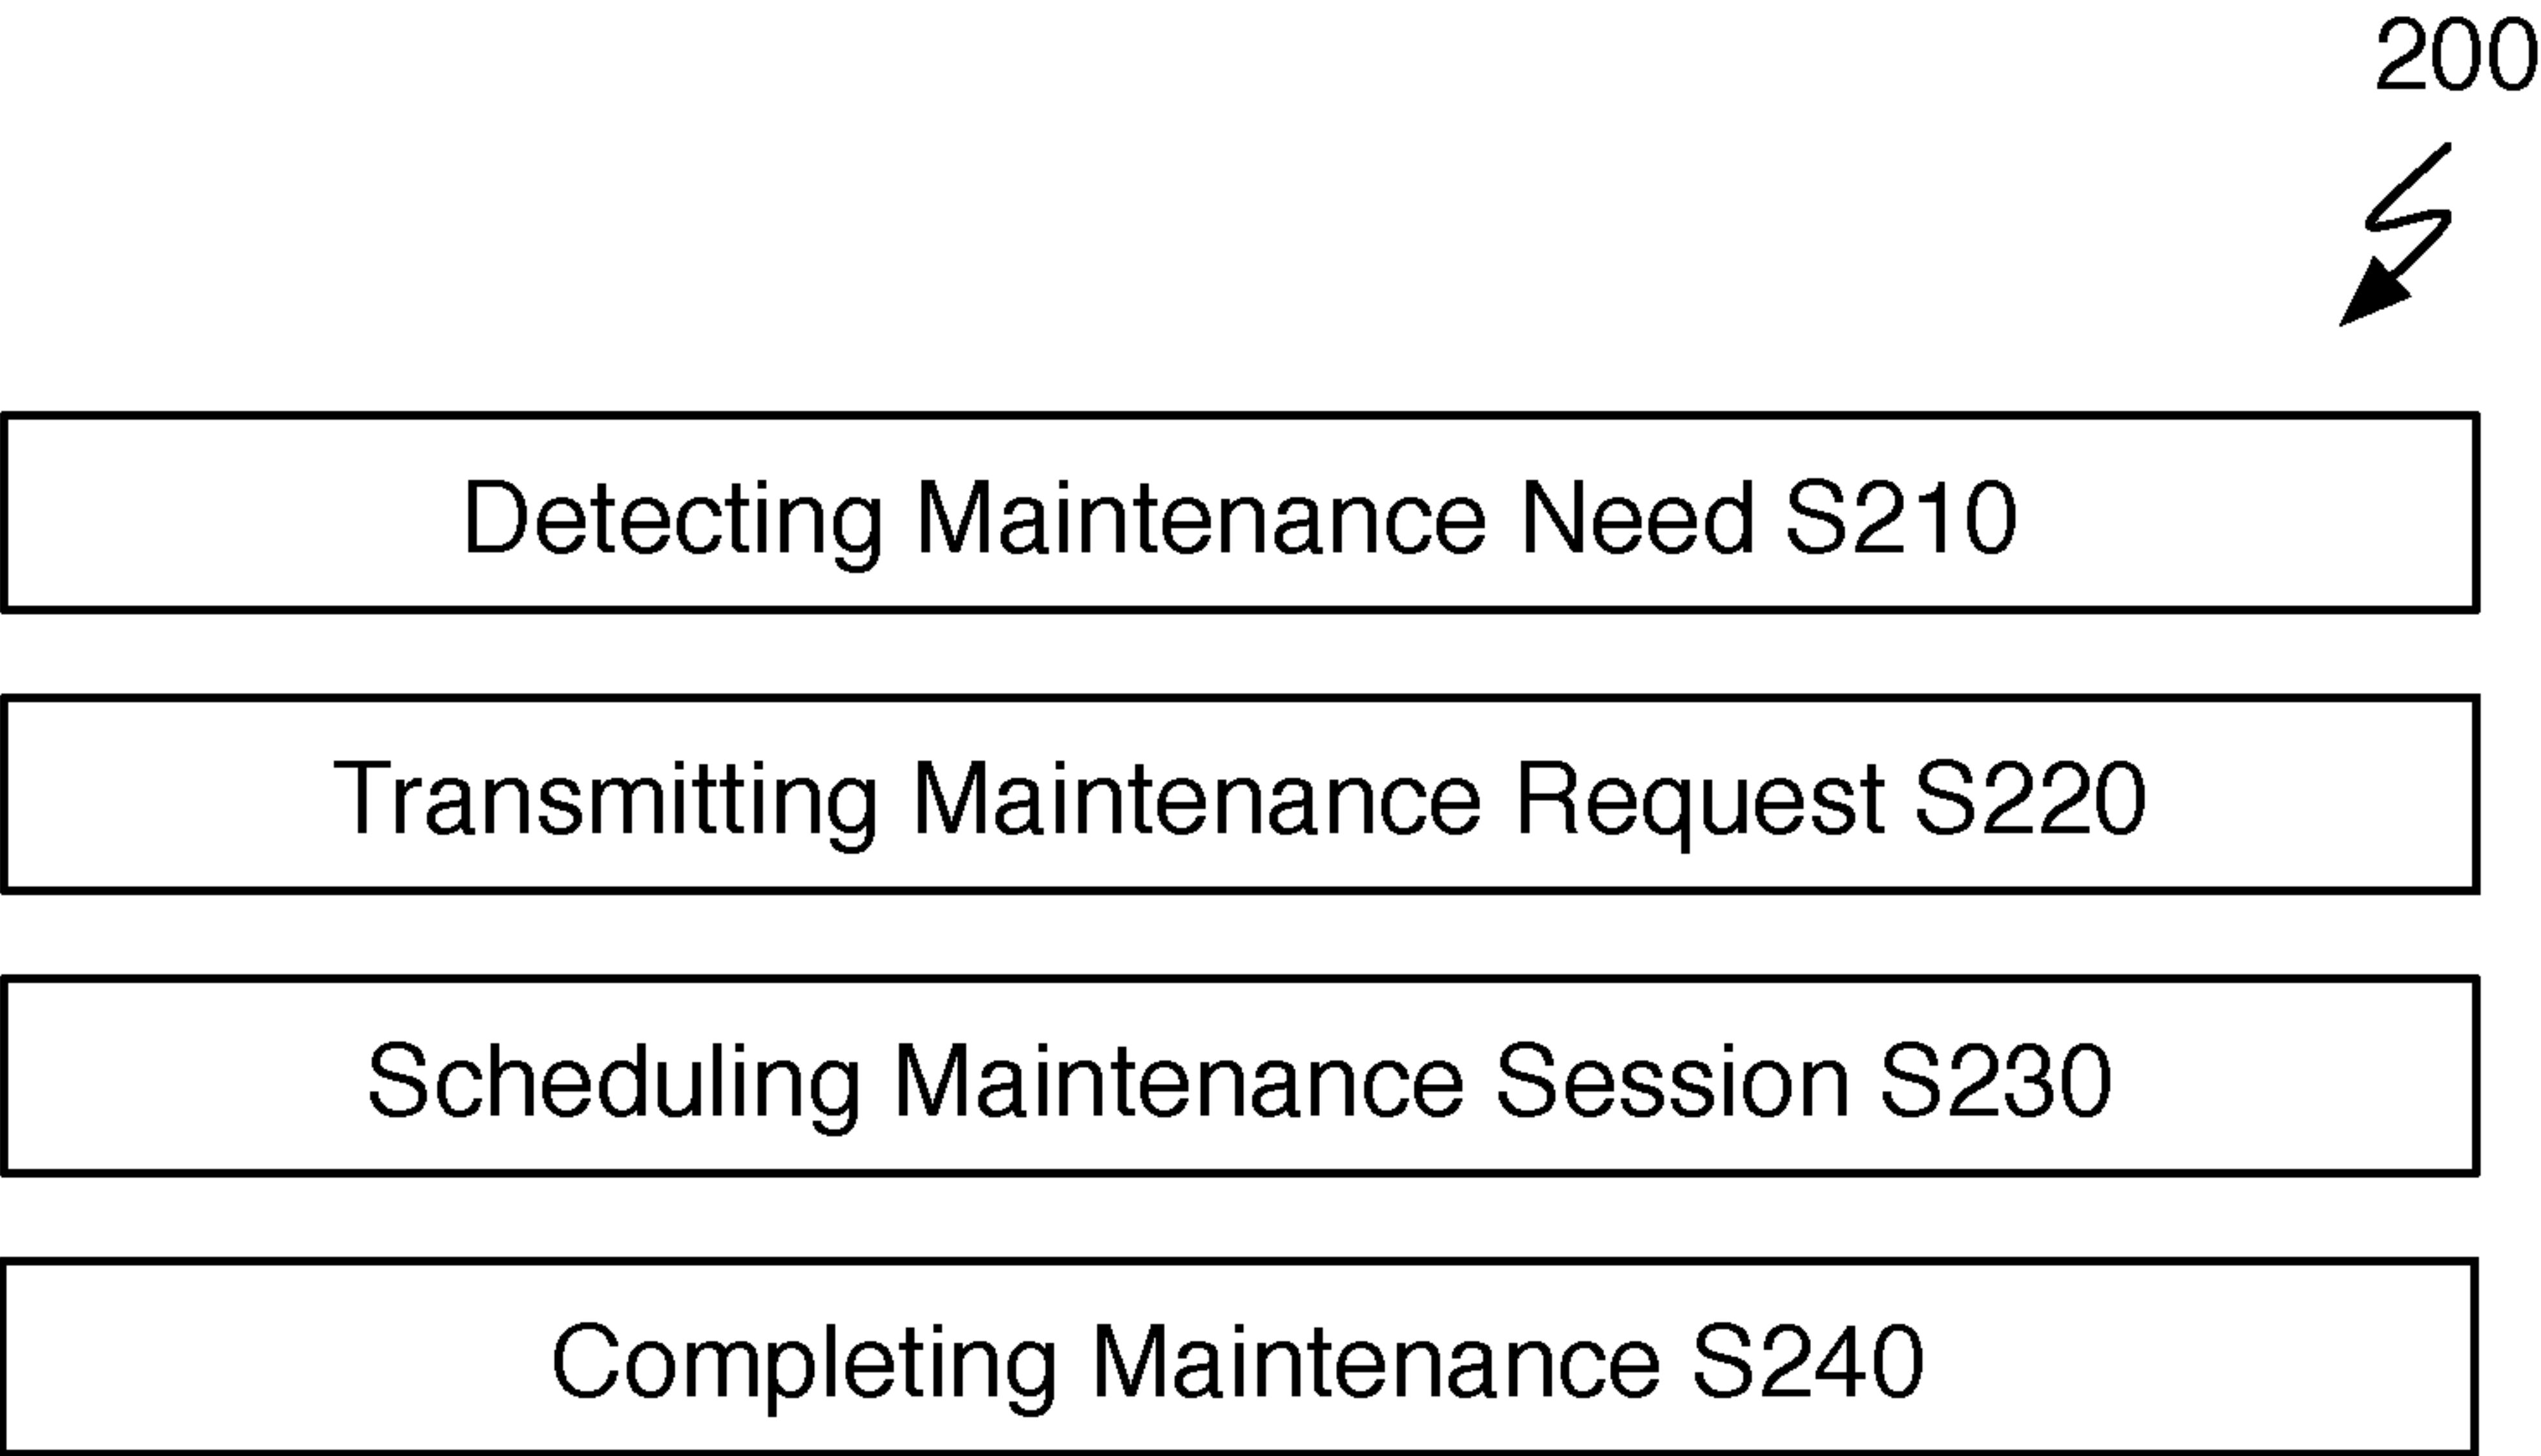 200
Detecting Maintenance Need S210
Transmitting Maintenance Request S220
Scheduling Maintenance Session S230
Completing Maintenance S240